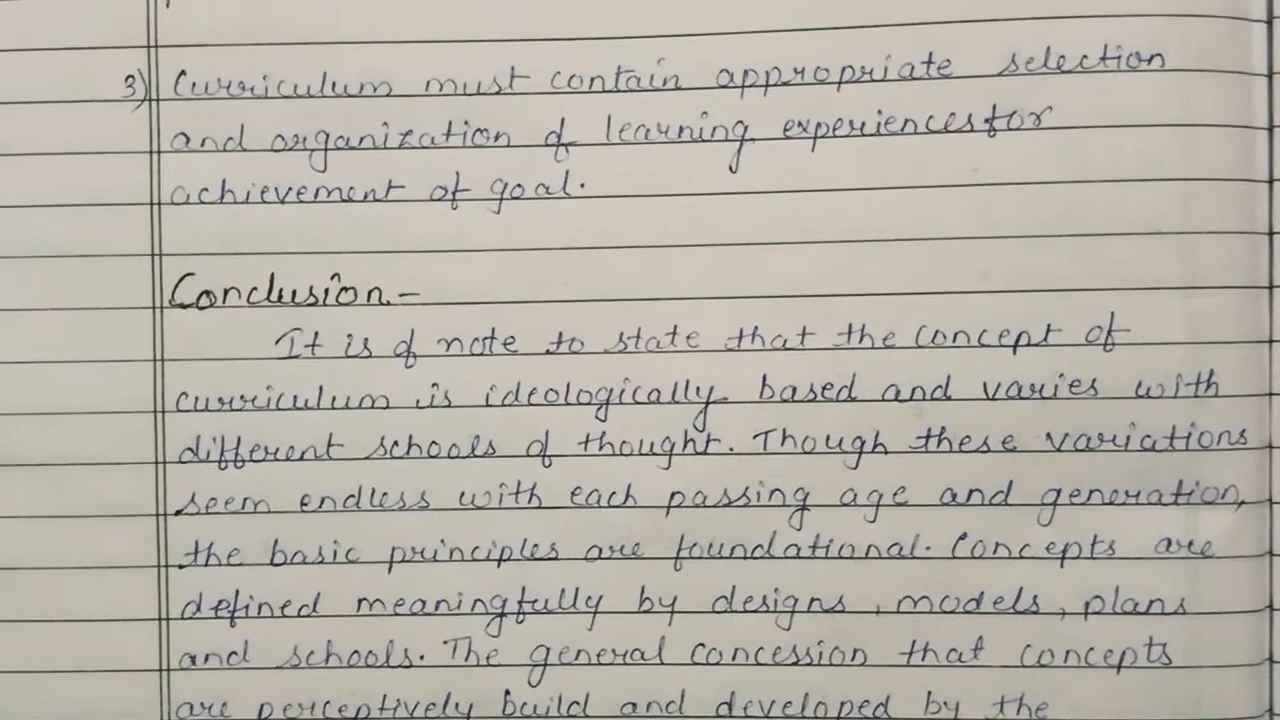 3) Curriculum must contain appropriate selection
and organization of learning experiences for
achievement of goal.
Conclusion.-
It is of note to state that the concept of
curriculum is ideologically based and varies with
different schools of thought. Though these variations
seem endless with each passing age and generation,
the basic principles are foundational. Concepts are
defined meaningfully by designs, models, plans
and schools. The general concession that concepts
are perceptively build and developed by the